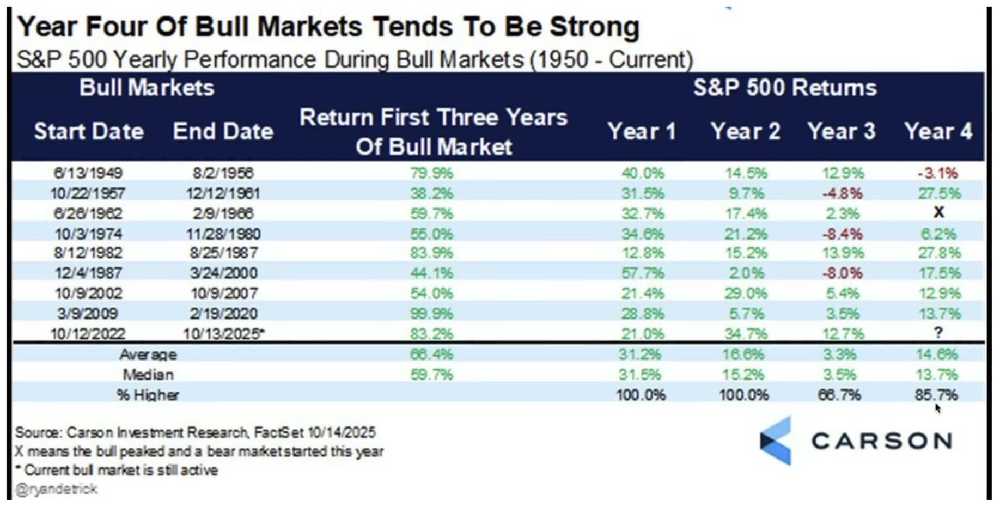 Year Four Of Bull Markets Tends To Be Strong
S&P 500 Yearly Performance During Bull Markets (1950 - Current)
Bull Markets S&P 500 Returns
Start Date End Date Return First Three Years Of Bull Market Year 1 Year 2 Year 3 Year 4
6/13/1949 8/2/1956 79.9% 40.0% 14.5% 12.9% -3.1%
10/22/1957 12/12/1961 38.2% 31.5% 9.7% -4.8% 27.5%
6/26/1962 2/9/1966 59.7% 32.7% 17.4% 2.3% X
10/3/1974 11/28/1980 55.0% 34.6% 21.2% -8.4% 6.2%
8/12/1982 8/25/1987 83.9% 12.8% 15.2% 13.9% 27.8%
12/4/1987 3/24/2000 44.1% 57.7% 2.0% -8.0% 17.5%
10/9/2002 10/9/2007 54.0% 21.4% 29.0% 5.4% 12.9%
3/9/2009 2/19/2020 99.9% 28.8% 5.7% 3.5% 13.7%
10/12/2022 10/13/2025* 83.2% 21.0% 34.7% 12.7% ?
Average 66.4% 31.2% 16.6% 3.3% 14.6%
Median 59.7% 31.5% 15.2% 3.5% 13.7%
% Higher 100.0% 100.0% 66.7% 85.7%
Source: Carson Investment Research, FactSet 10/14/2025
X means the bull peaked and a bear market started this year
* Current bull market is still active
@ryandetrick
CARSON